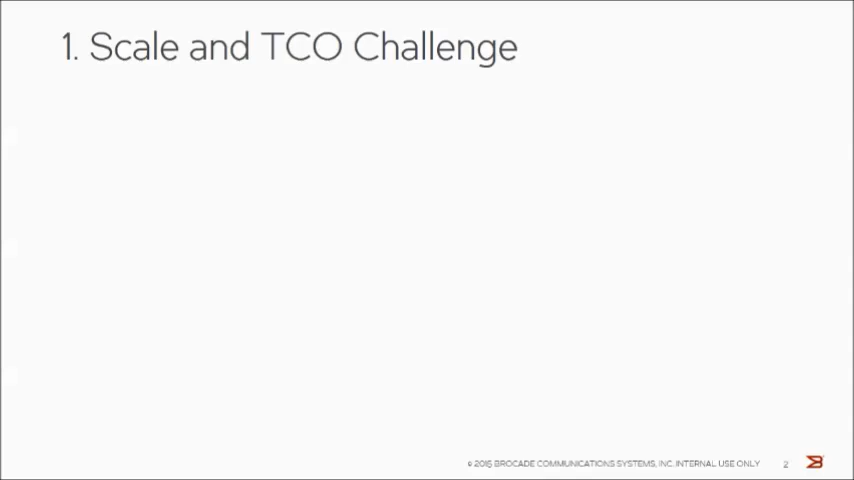 1. Scale and TCO Challenge
© 2015 BROCADE COMMUNICATIONS SYSTEMS, INC. INTERNAL USE ONLY 2